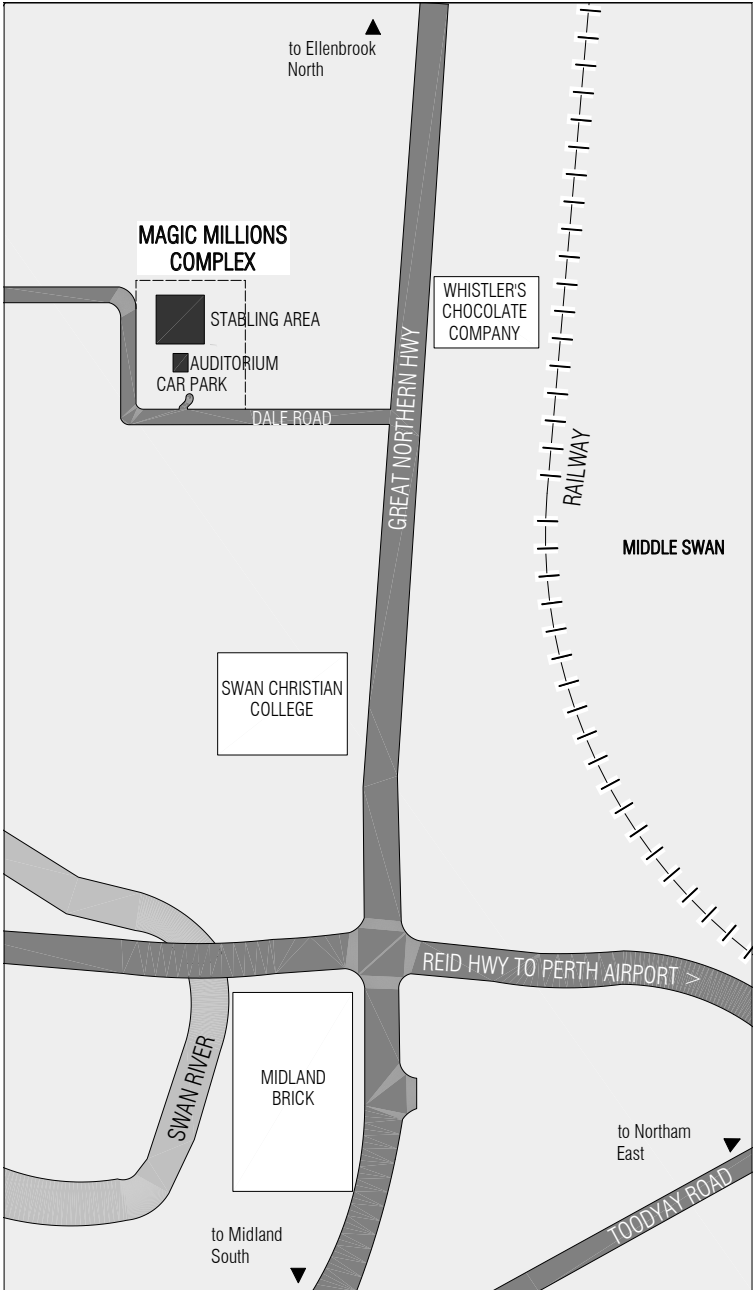 to Ellenbrook
North
MAGIC MILLIONS
COMPLEX
WHISTLER'S
CHOCOLATE
COMPANY
STABLING AREA
AUDITORIUM
CAR PARK
DALE ROAD
GREAT NORTHERN HWY
RAILWAY
MIDDLE SWAN
SWAN CHRISTIAN
COLLEGE
REID HWY TO PERTH AIRPORT >
SWAN RIVER
MIDLAND
BRICK
to Northam
East
TOODYAY ROAD
to Midland
South